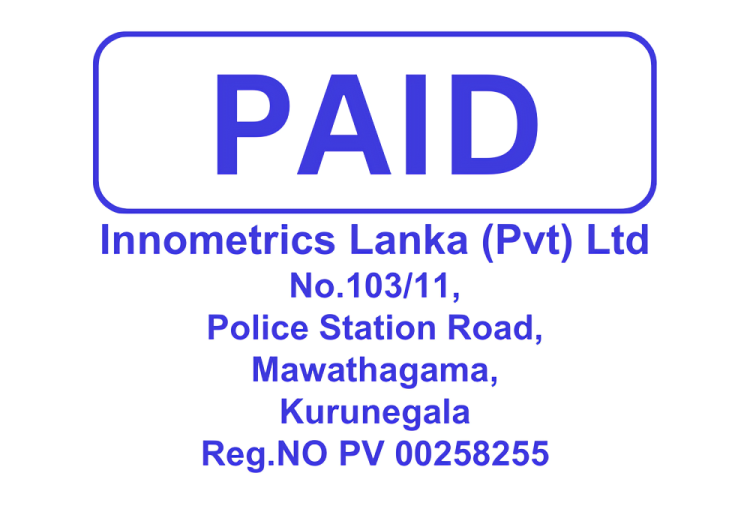 PAID
Innometrics Lanka (Pvt) Ltd
No.103/11,
Police Station Road,
Mawathagama,
Kurunegala
Reg.NO PV 00258255